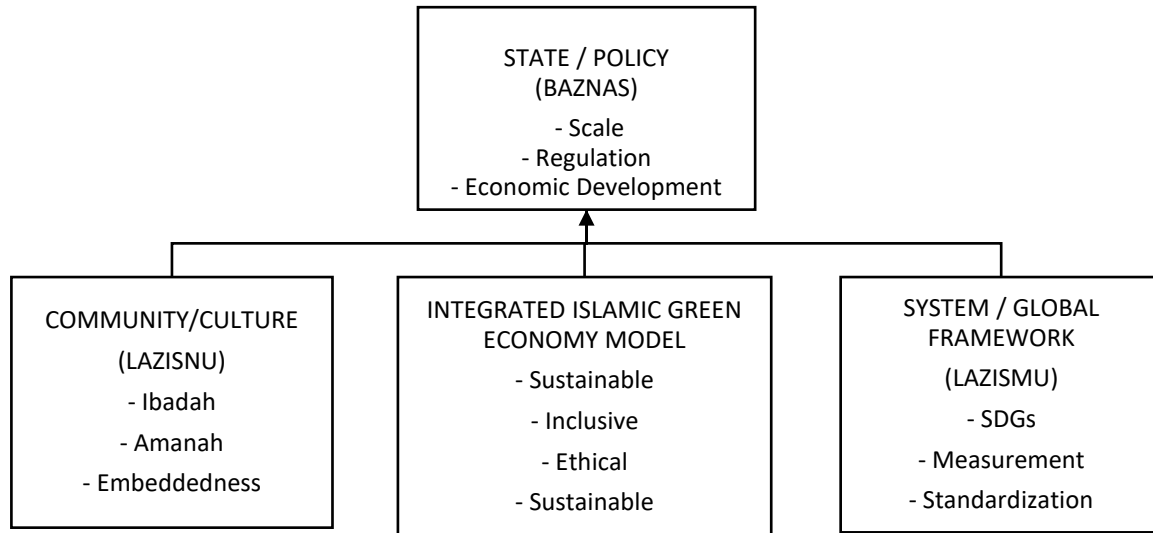 STATE / POLICY
(BAZNAS)
- Scale
- Regulation
- Economic Development
COMMUNITY/CULTURE
(LAZISNU)
- Ibadah
- Amanah
- Embeddedness
INTEGRATED ISLAMIC GREEN
ECONOMY MODEL
- Sustainable
- Inclusive
- Ethical
- Sustainable
SYSTEM / GLOBAL
FRAMEWORK
(LAZISMU)
- SDGs
- Measurement
- Standardization